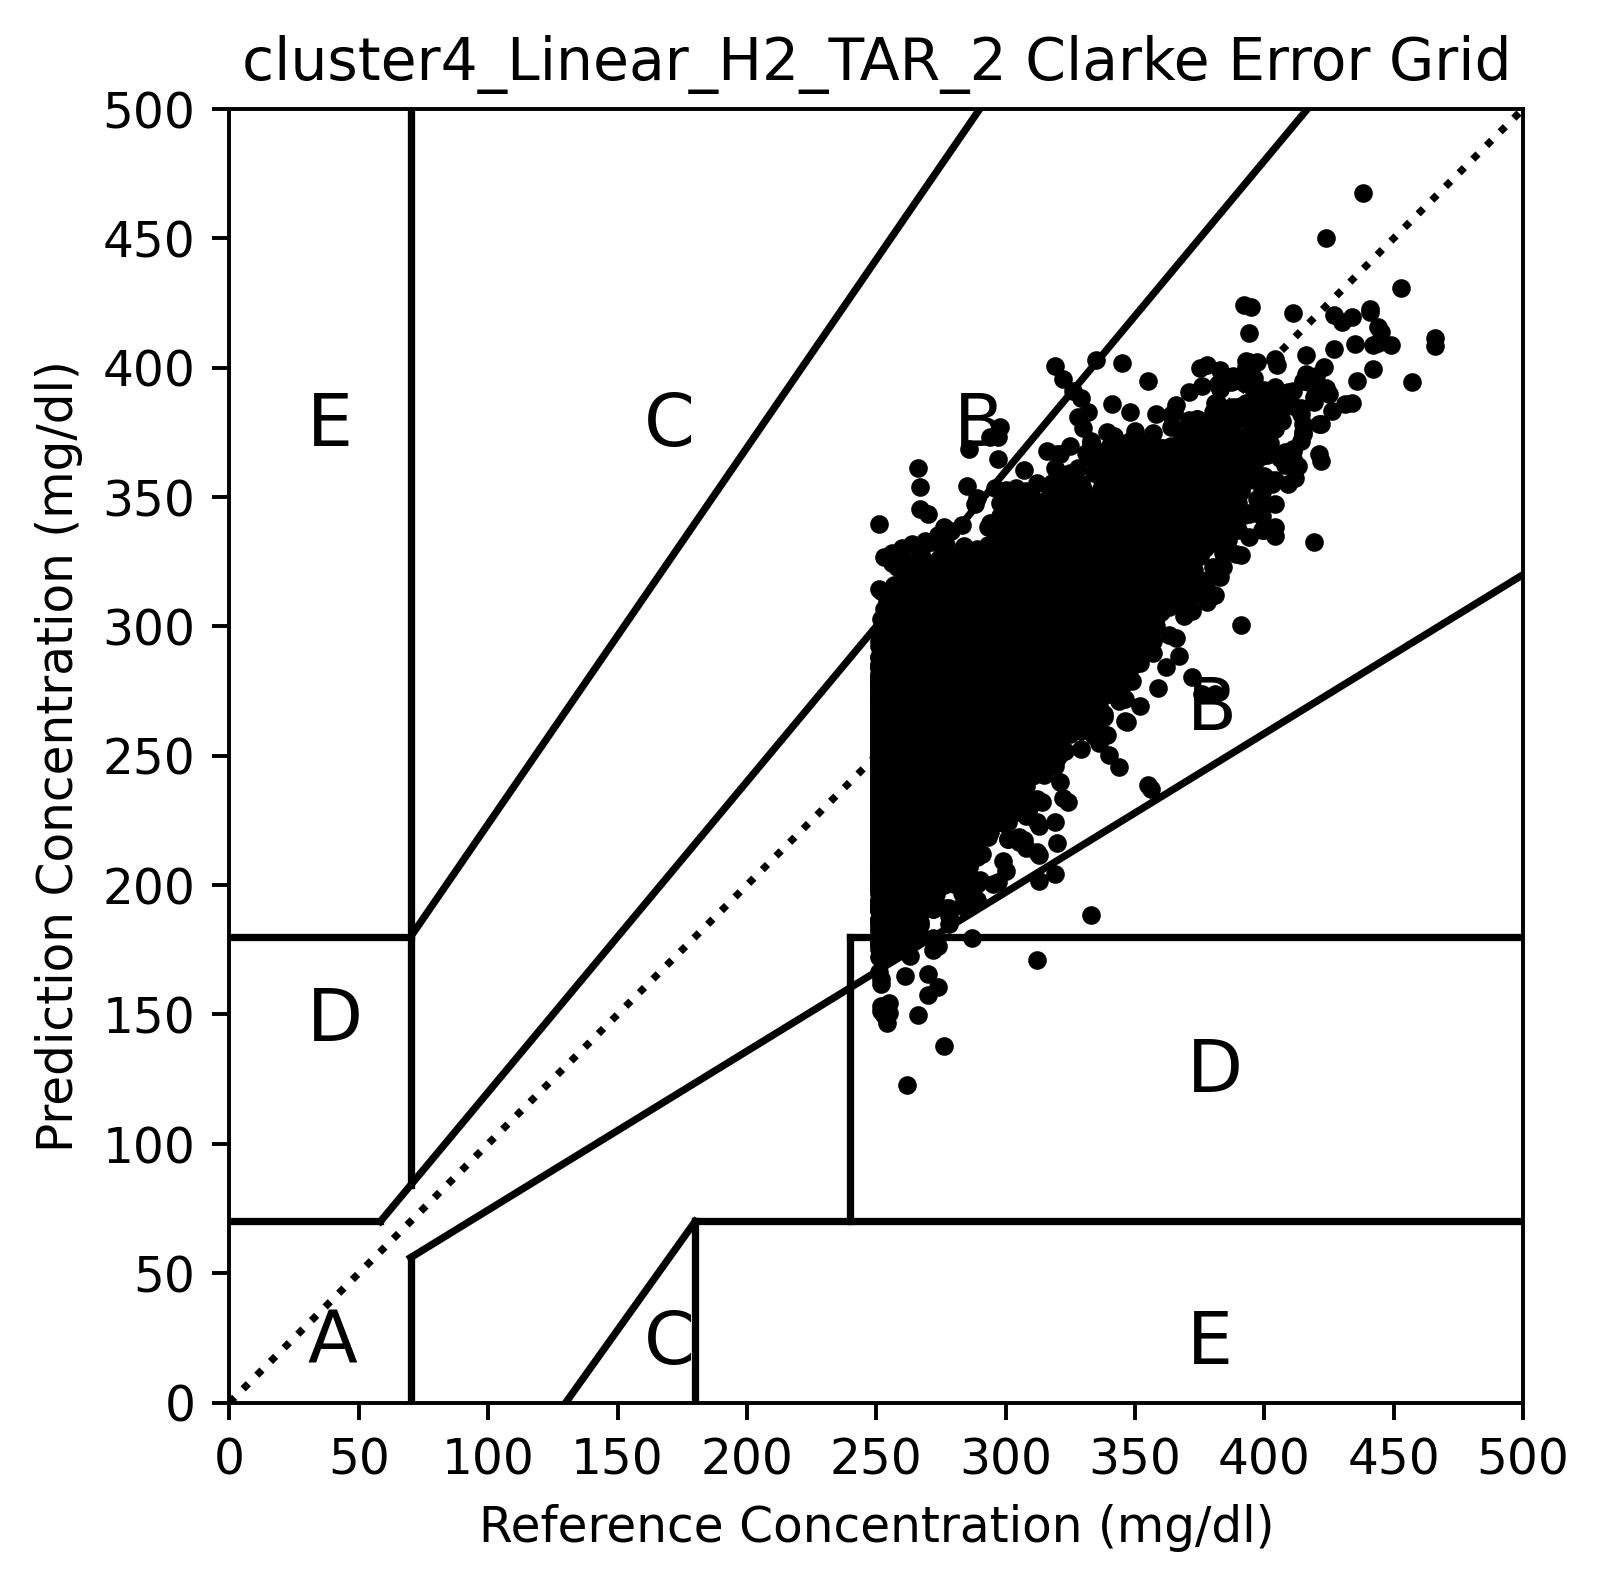 cluster4_Linear_H2_TAR_2 Clarke Error Grid
500
450
400
350
300
250
200
150
100
50
0
Prediction Concentration (mg/dl)
E
C
B
D
B
D
A
C
E
0 50 100 150 200 250 300 350 400 450 500
Reference Concentration (mg/dl)